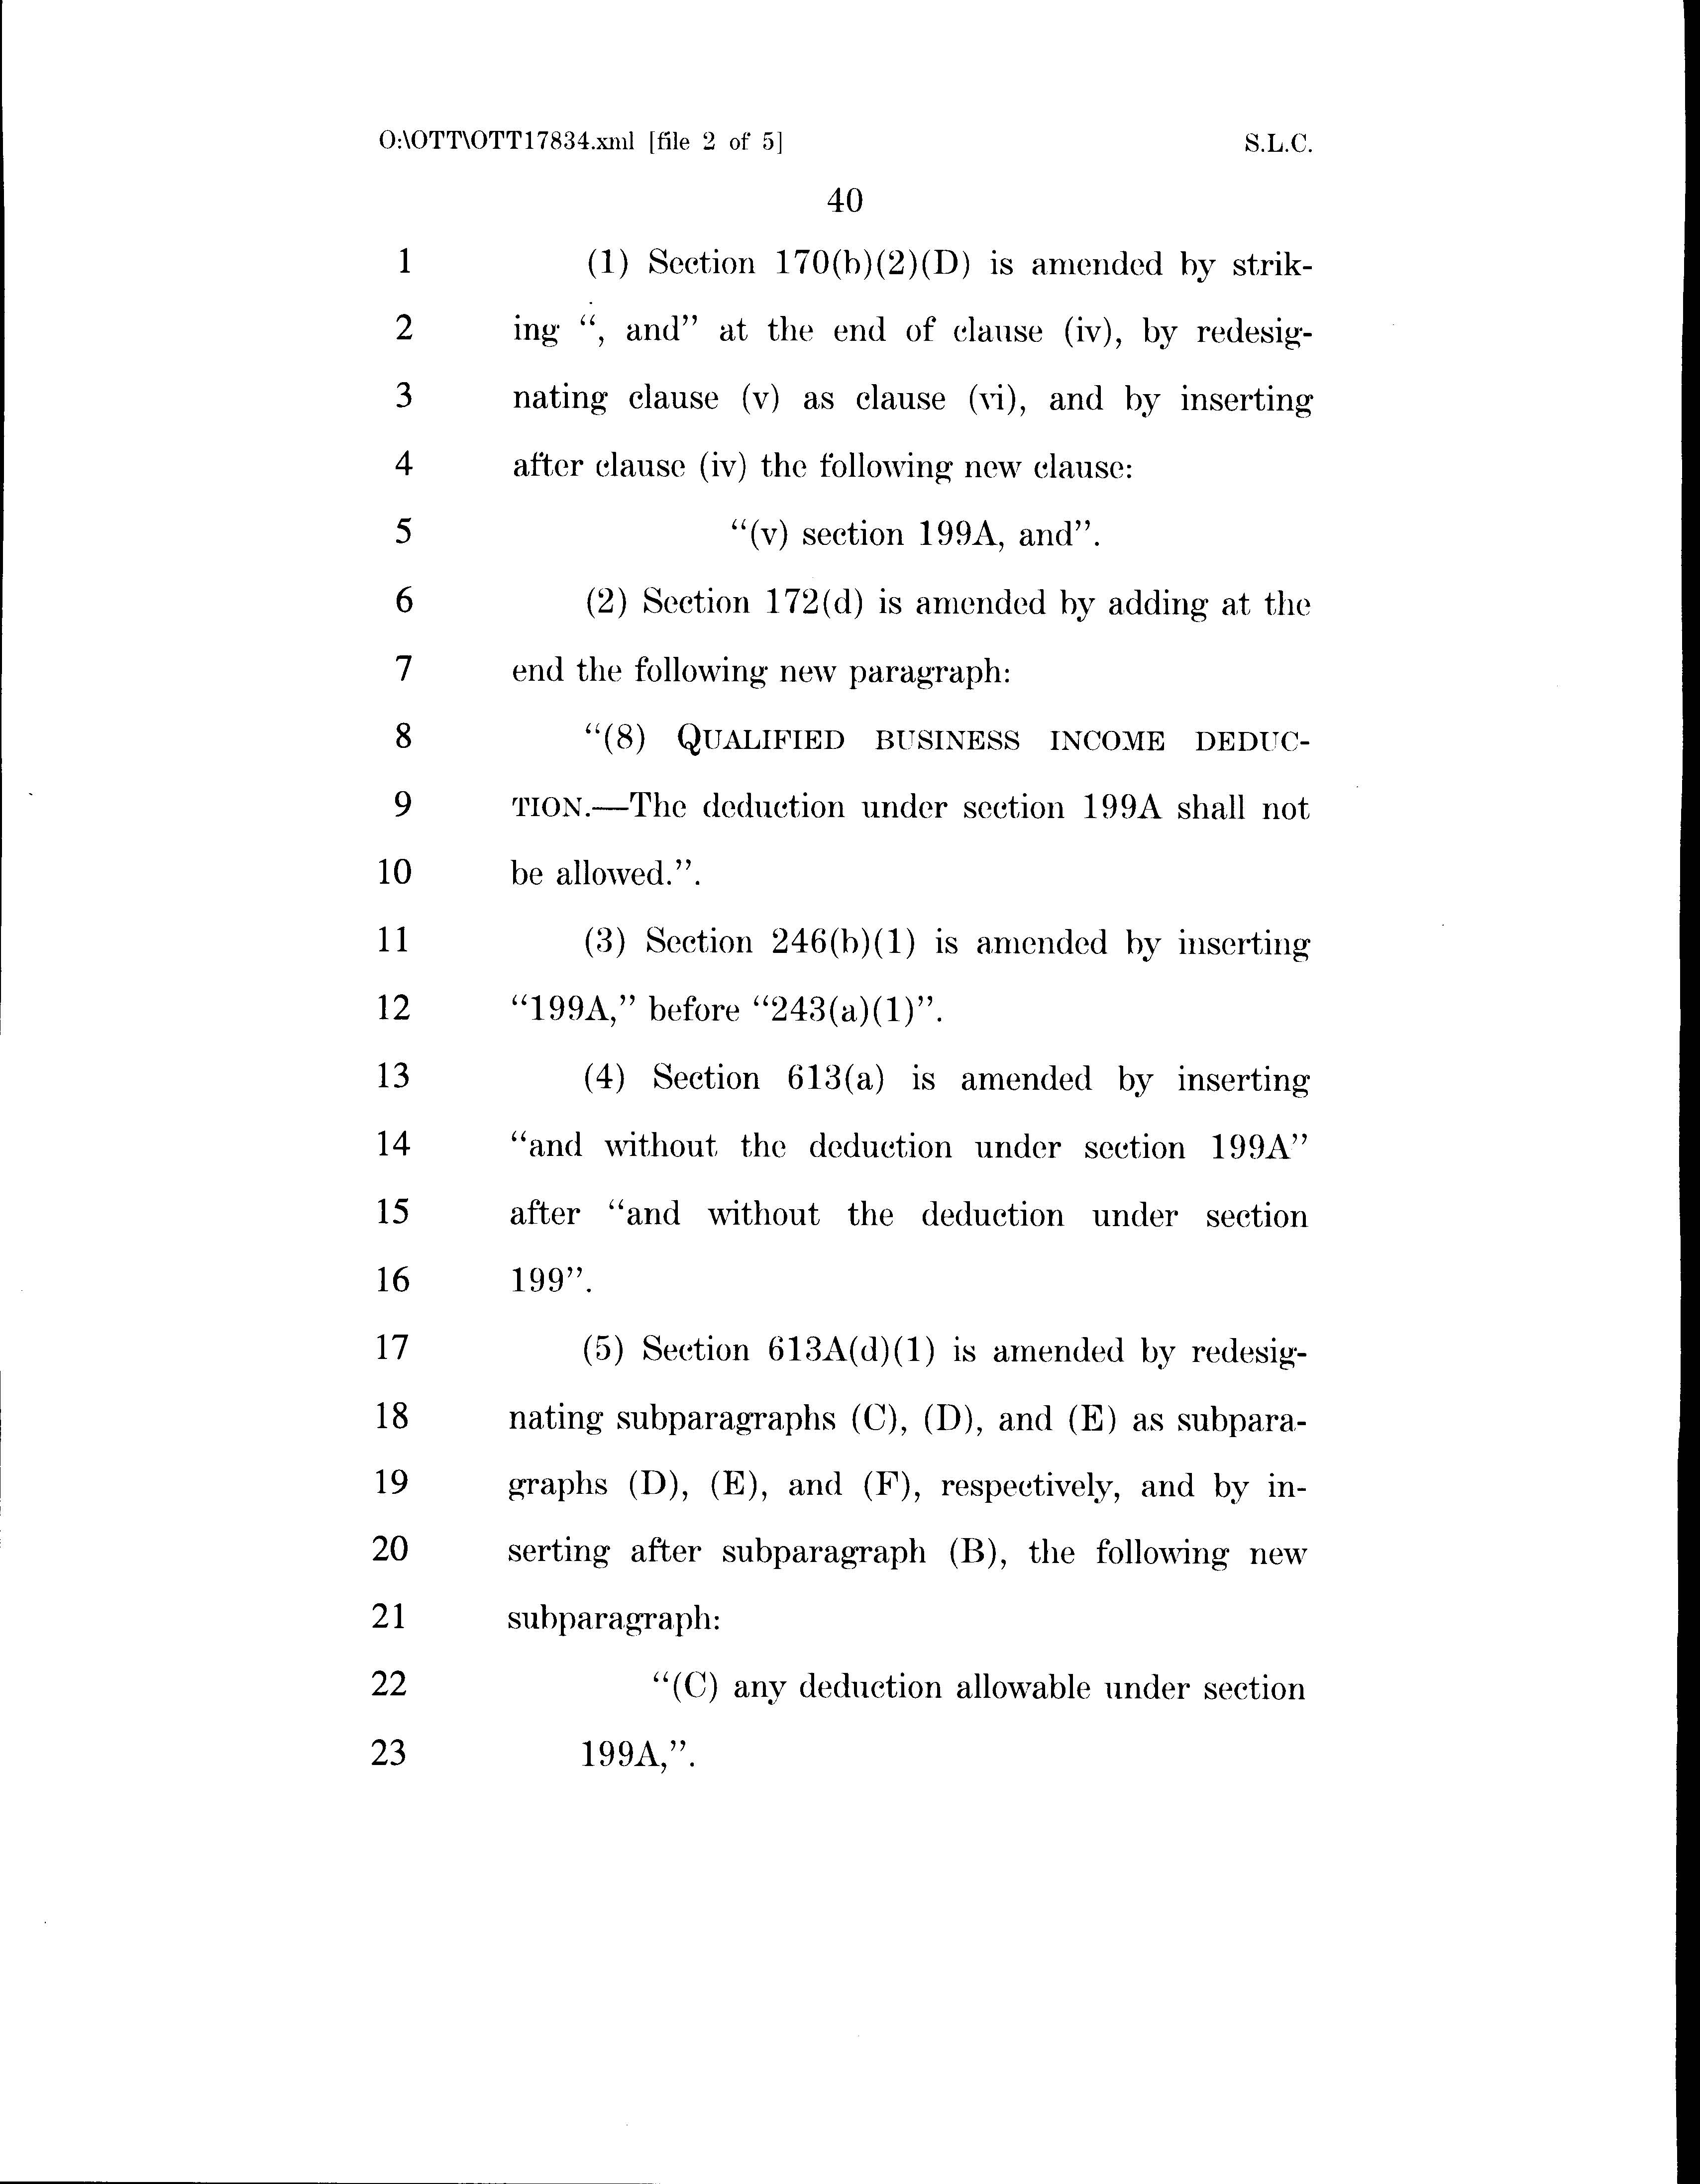 O:\OTT\OTT17834.xml [file 2 of 5] S.L.C.
40
1 (1) Section 170(b)(2)(D) is amended by strik-
2 ing “, and” at the end of clause (iv), by redesig-
3 nating clause (v) as clause (vi), and by inserting
4 after clause (iv) the following new clause:
5 “(v) section 199A, and”.
6 (2) Section 172(d) is amended by adding at the
7 end the following new paragraph:
8 “(8) QUALIFIED BUSINESS INCOME DEDUC-
9 TION.—The deduction under section 199A shall not
10 be allowed.”.
11 (3) Section 246(b)(1) is amended by inserting
12 “199A,” before “243(a)(1)”.
13 (4) Section 613(a) is amended by inserting
14 “and without the deduction under section 199A”
15 after “and without the deduction under section
16 199”.
17 (5) Section 613A(d)(1) is amended by redesig-
18 nating subparagraphs (C), (D), and (E) as subpara-
19 graphs (D), (E), and (F), respectively, and by in-
20 serting after subparagraph (B), the following new
21 subparagraph:
22 “(C) any deduction allowable under section
23 199A,”.